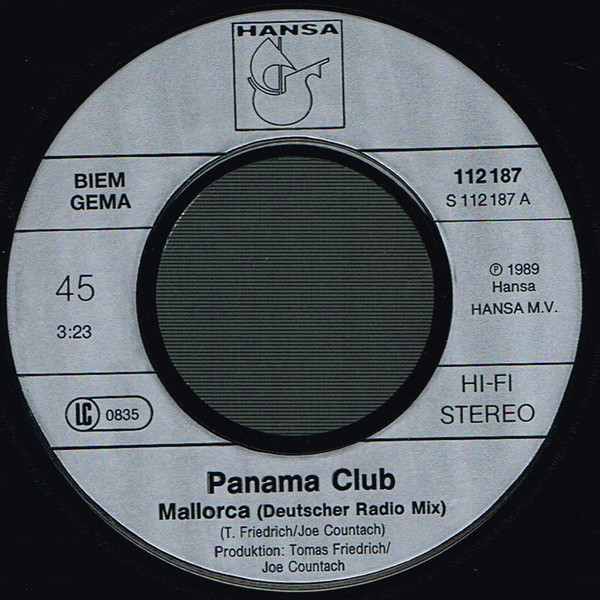 HANSA
BIEM
GEMA
112 187
S 112 187 A
45
3:23
℗ 1989
Hansa
HANSA M.V.
LC 0835
HI-FI
STEREO
Panama Club
Mallorca (Deutscher Radio Mix)
(T. Friedrich/Joe Countach)
Produktion: Tomas Friedrich/
Joe Countach